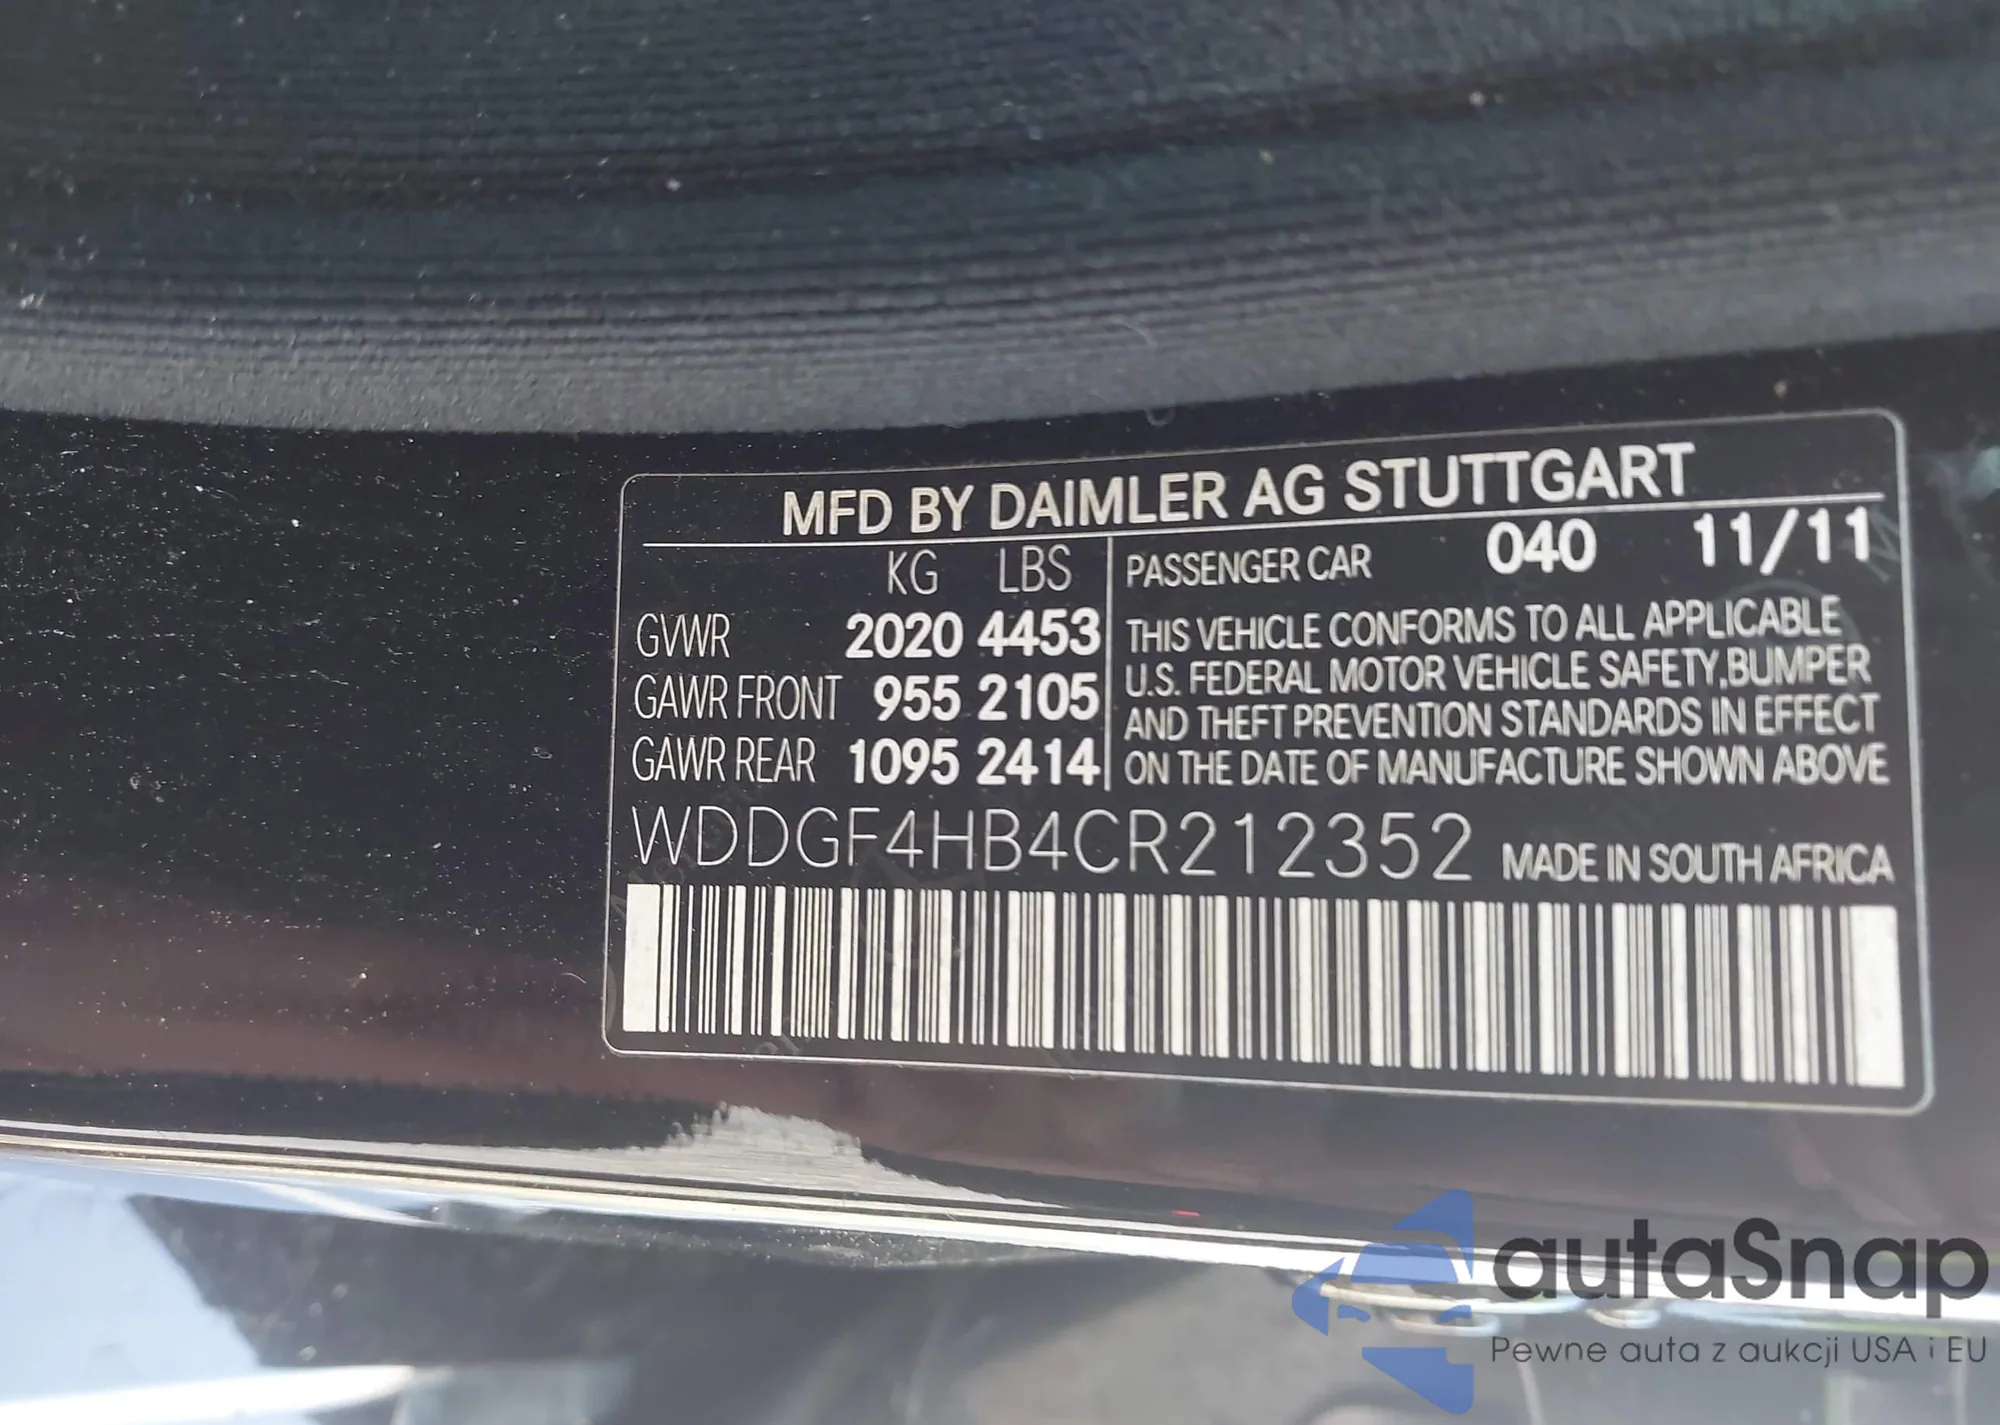 MFD BY DAIMLER AG STUTTGART
KG LBS
GVWR 2020 4453
GAWR FRONT 955 2105
GAWR REAR 1095 2414
PASSENGER CAR 040 11/11
THIS VEHICLE CONFORMS TO ALL APPLICABLE
U.S. FEDERAL MOTOR VEHICLE SAFETY,BUMPER
AND THEFT PREVENTION STANDARDS IN EFFECT
ON THE DATE OF MANUFACTURE SHOWN ABOVE
WDDGF4HB4CR212352 MADE IN SOUTH AFRICA
autaSnap
Pewne auta z aukcji USA i EU